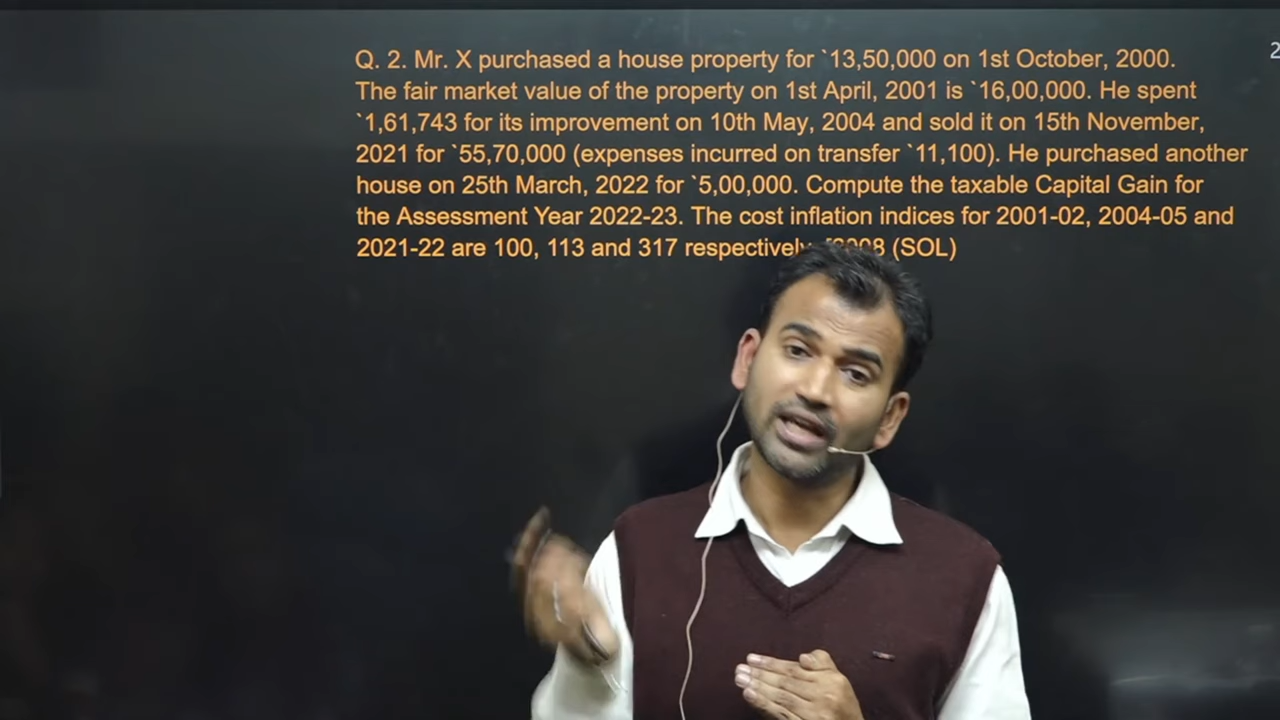 Q. 2. Mr. X purchased a house property for `13,50,000 on 1st October, 2000.
The fair market value of the property on 1st April, 2001 is `16,00,000. He spent
`1,61,743 for its improvement on 10th May, 2004 and sold it on 15th November,
2021 for `55,70,000 (expenses incurred on transfer `11,100). He purchased another
house on 25th March, 2022 for `5,00,000. Compute the taxable Capital Gain for
the Assessment Year 2022-23. The cost inflation indices for 2001-02, 2004-05 and
2021-22 are 100, 113 and 317 respectively. (SOL)
2